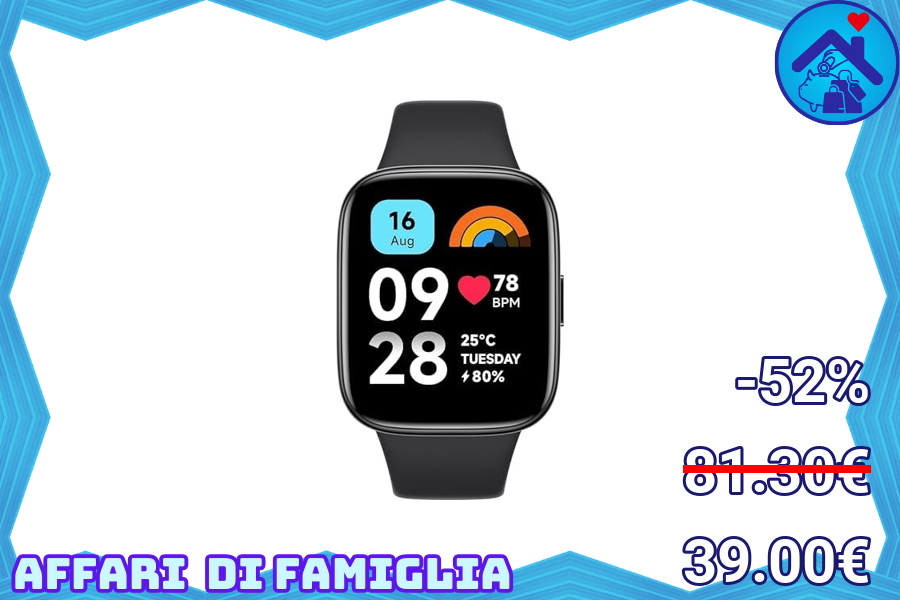 16
Aug
09
78
BPM
28
25°C
TUESDAY
80%
-52%
81.30€
39.00€
AFFARI DI FAMIGLIA